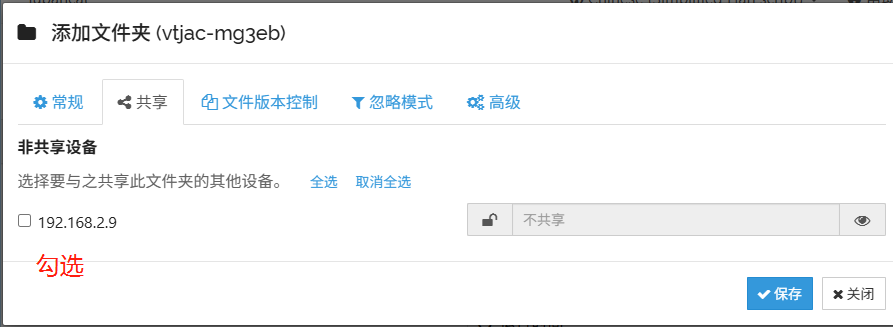 添加文件夹 (vtjac-mg3eb)
常规 共享 文件版本控制 忽略模式 高级
非共享设备
选择要与之共享此文件夹的其他设备。 全选 取消全选
192.168.2.9 不共享
勾选
保存 关闭